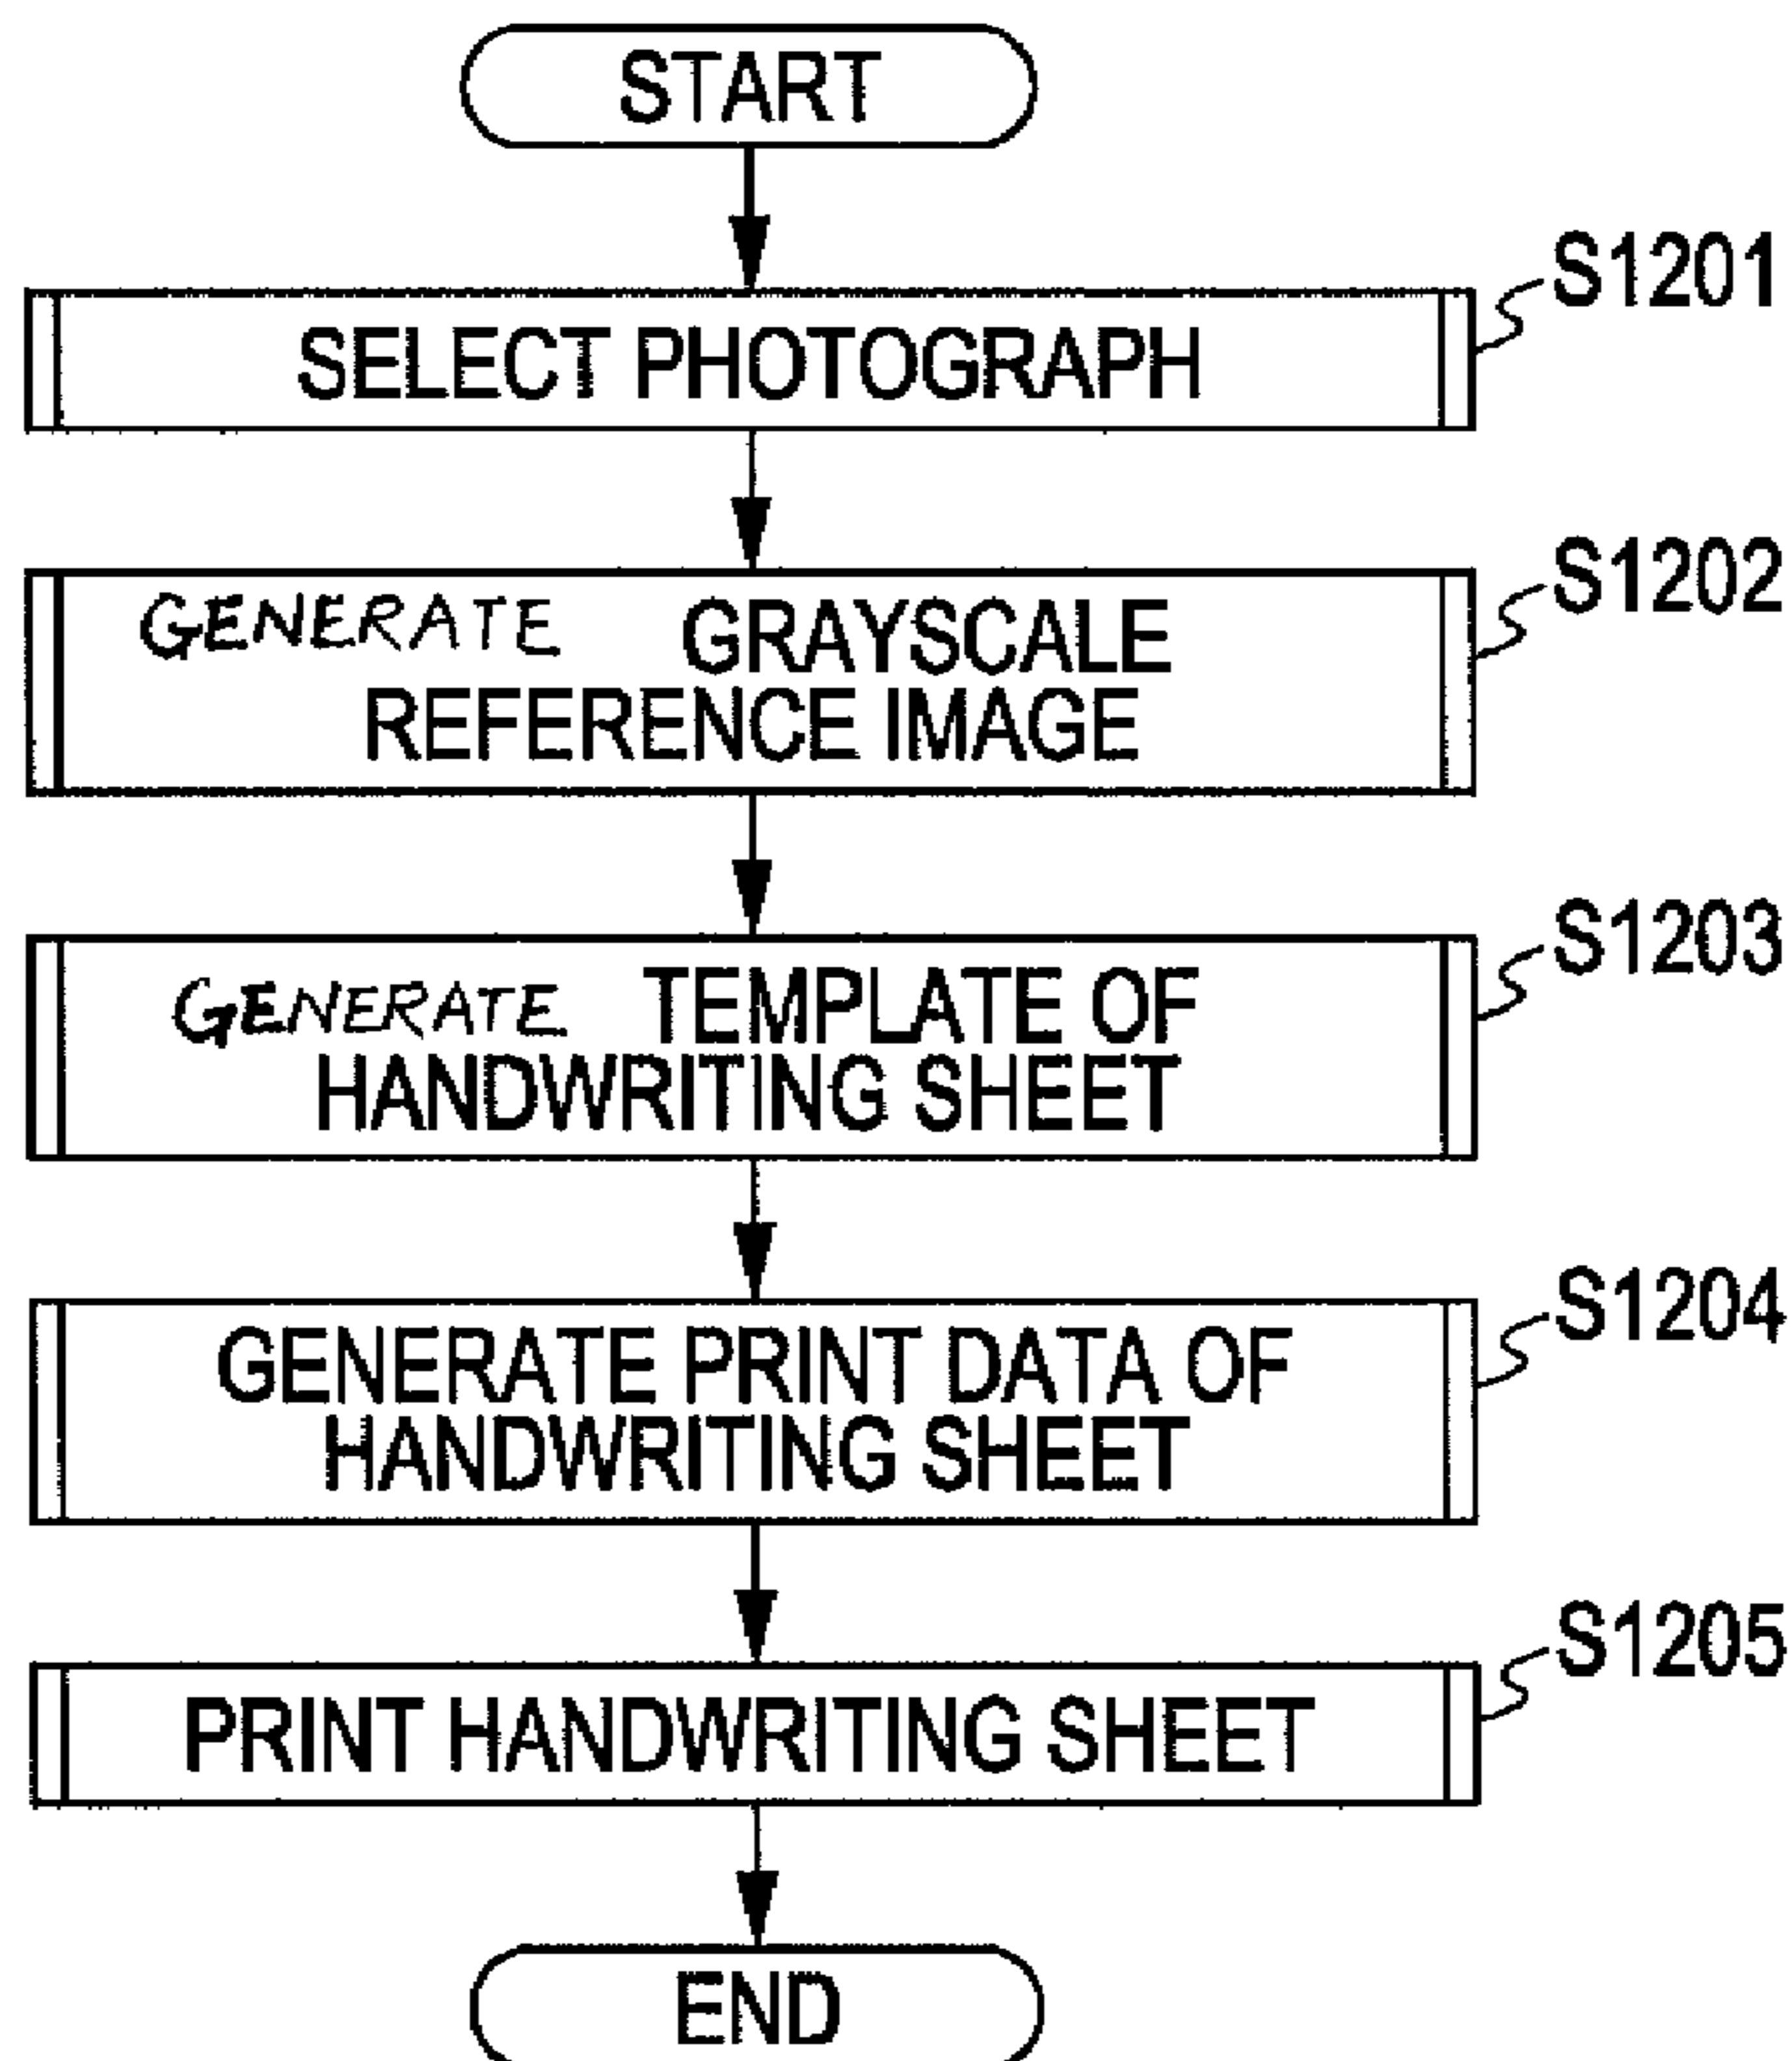 START
S1201
SELECT PHOTOGRAPH
S1202
GENERATE GRAYSCALE
REFERENCE IMAGE
S1203
GENERATE TEMPLATE OF
HANDWRITING SHEET
S1204
GENERATE PRINT DATA OF
HANDWRITING SHEET
S1205
PRINT HANDWRITING SHEET
END